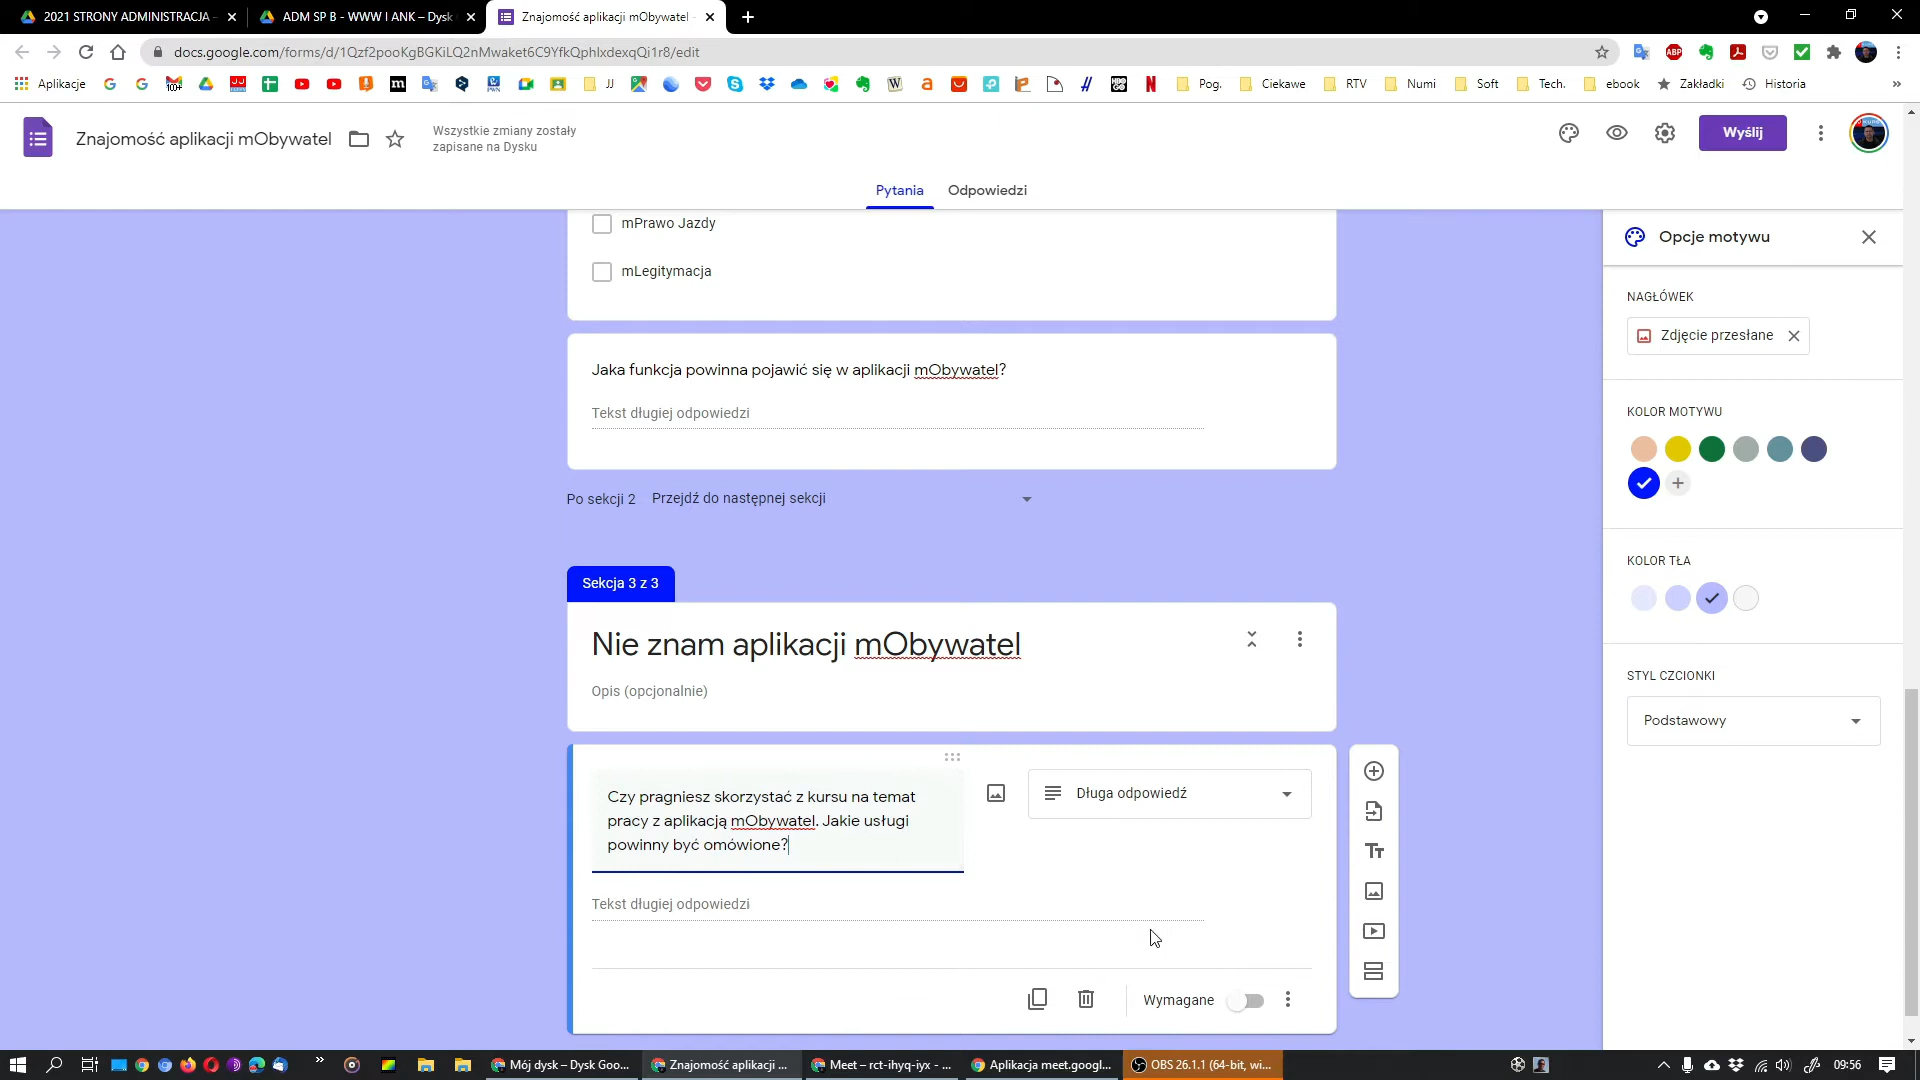 2021 STRONY ADMINISTRACJA -
ADM SP B - WWW I ANK – Dysk
Znajomość aplikacji mObywatel -
docs.google.com/forms/d/1Qzf2pooKgBGKiLQ2nMwaket6C9YfkQphlxdexqQi1r8/edit
Aplikacje
100+
JJ
Pog.
Ciekawe
RTV
Numi
Soft
Tech.
ebook
Zakładki
Historia
»
Znajomość aplikacji mObywatel
Wszystkie zmiany zostały
zapisane na Dysku
Wyślij
Pytania
Odpowiedzi
mPrawo Jazdy
mLegitymacja
Jaka funkcja powinna pojawić się w aplikacji mObywatel?
Tekst długiej odpowiedzi
Po sekcji 2 Przejdź do następnej sekcji
Sekcja 3 z 3
Nie znam aplikacji mObywatel
Opis (opcjonalnie)
Czy pragniesz skorzystać z kursu na temat
pracy z aplikacją mObywatel. Jakie usługi
powinny być omówione?
Długa odpowiedź
Tekst długiej odpowiedzi
Wymagane
Opcje motywu
NAGŁÓWEK
Zdjęcie przesłane
KOLOR MOTYWU
KOLOR TŁA
STYL CZCIONKI
Podstawowy
Mój dysk – Dysk Goo...
Znajomość aplikacji ...
Meet – rct-ihyq-iyx - ...
Aplikacja meet.googl...
OBS 26.1.1 (64-bit, wi...
09:56